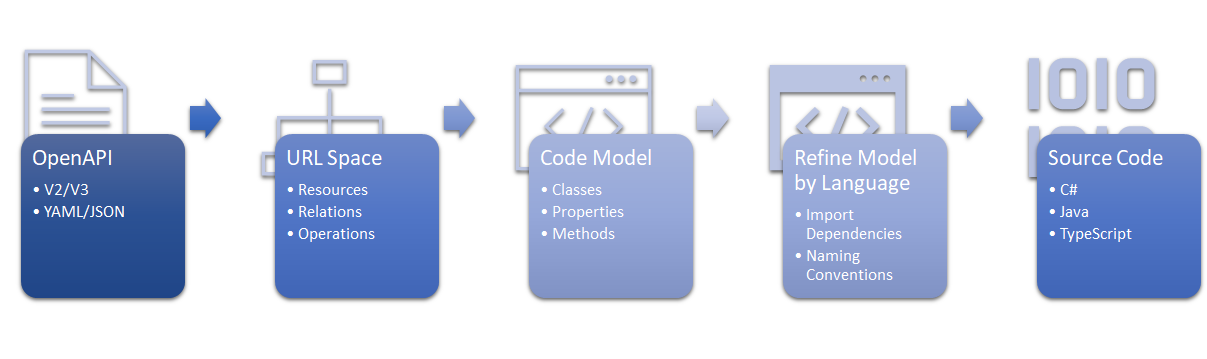 OpenAPI
• V2/V3
• YAML/JSON
URL Space
• Resources
• Relations
• Operations
Code Model
• Classes
• Properties
• Methods
Refine Model
by Language
• Import
Dependencies
• Naming
Conventions
1010
1010
Source Code
• C#
• Java
• TypeScript